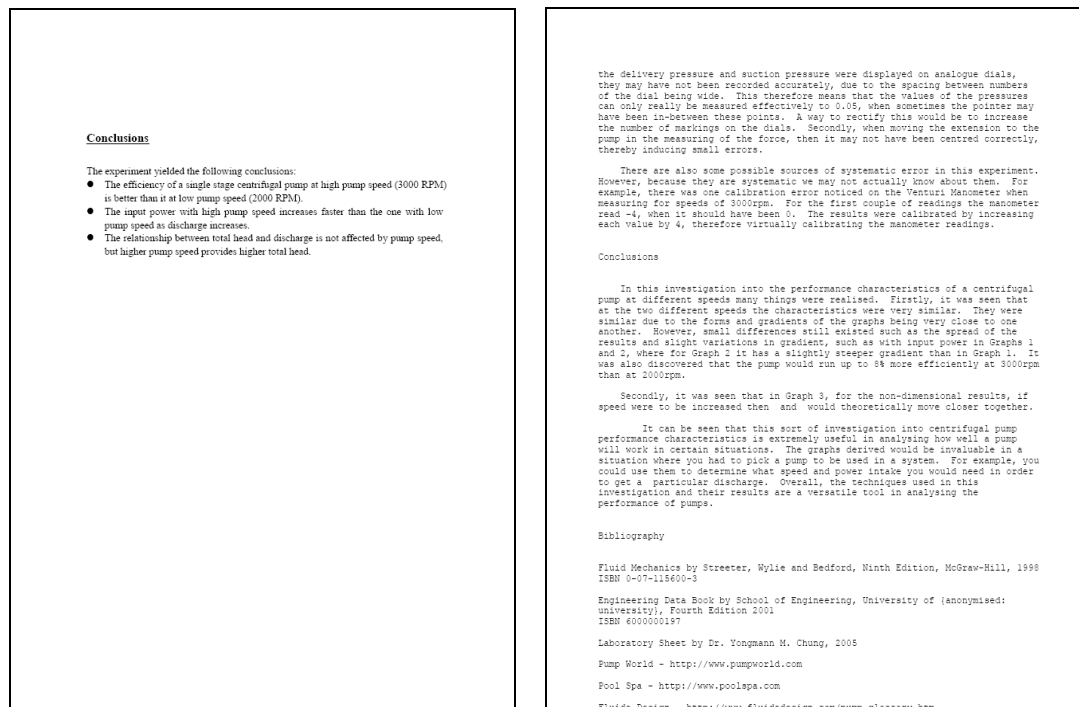 Conclusions
The experiment yielded the following conclusions:
● The efficiency of a single stage centrifugal pump at high pump speed (3000 RPM)
is better than it at low pump speed (2000 RPM).
● The input power with high pump speed increases faster than the one with low
pump speed as discharge increases.
● The relationship between total head and discharge is not affected by pump speed,
but higher pump speed provides higher total head.
the delivery pressure and suction pressure were displayed on analogue dials,
they may have not been recorded accurately, due to the spacing between numbers
of the dial being wide. This therefore means that the values of the pressures
can only really be measured effectively to 0.05, when sometimes the pointer may
have been in-between these points. A way to rectify this would be to increase
the number of markings on the dials. Secondly, when moving the extension to the
pump in the measuring of the force, then it may not have been centred correctly,
thereby inducing small errors.
There are also some possible sources of systematic error in this experiment.
However, because they are systematic we may not actually know about them. For
example, there was one calibration error noticed on the Venturi Manometer when
measuring for speeds of 3000rpm. For the first couple of readings the manometer
read -4, when it should have been 0. The results were calibrated by increasing
each value by 4, therefore virtually calibrating the manometer readings.
Conclusions
In this investigation into the performance characteristics of a centrifugal
pump at different speeds many things were realised. Firstly, it was seen that
at the two different speeds the characteristics were very similar. They were
similar due to the forms and gradients of the graphs being very close to one
another. However, small differences still existed such as the spread of the
results and slight variations in gradient, such as with input power in Graphs 1
and 2, where for Graph 2 it has a slightly steeper gradient than in Graph 1. It
was also discovered that the pump would run up to 8% more efficiently at 3000rpm
than at 2000rpm.
Secondly, it was seen that in Graph 3, for the non-dimensional results, if
speed were to be increased then and would theoretically move closer together.
It can be seen that this sort of investigation into centrifugal pump
performance characteristics is extremely useful in analysing how well a pump
will work in certain situations. The graphs derived would be invaluable in a
situation where you had to pick a pump to be used in a system. For example, you
could use them to determine what speed and power intake you would need in order
to get a particular discharge. Overall, the techniques used in this
investigation and their results are a versatile tool in analysing the
performance of pumps.
Bibliography
Fluid Mechanics by Streeter, Wylie and Bedford, Ninth Edition, McGraw-Hill, 1998
ISBN 0-07-115600-3
Engineering Data Book by School of Engineering, University of {anonymised:
university}, Fourth Edition 2001
ISBN 6000000197
Laboratory Sheet by Dr. Yongmann M. Chung, 2005
Pump World - http://www.pumpworld.com
Pool Spa - http://www.poolspa.com